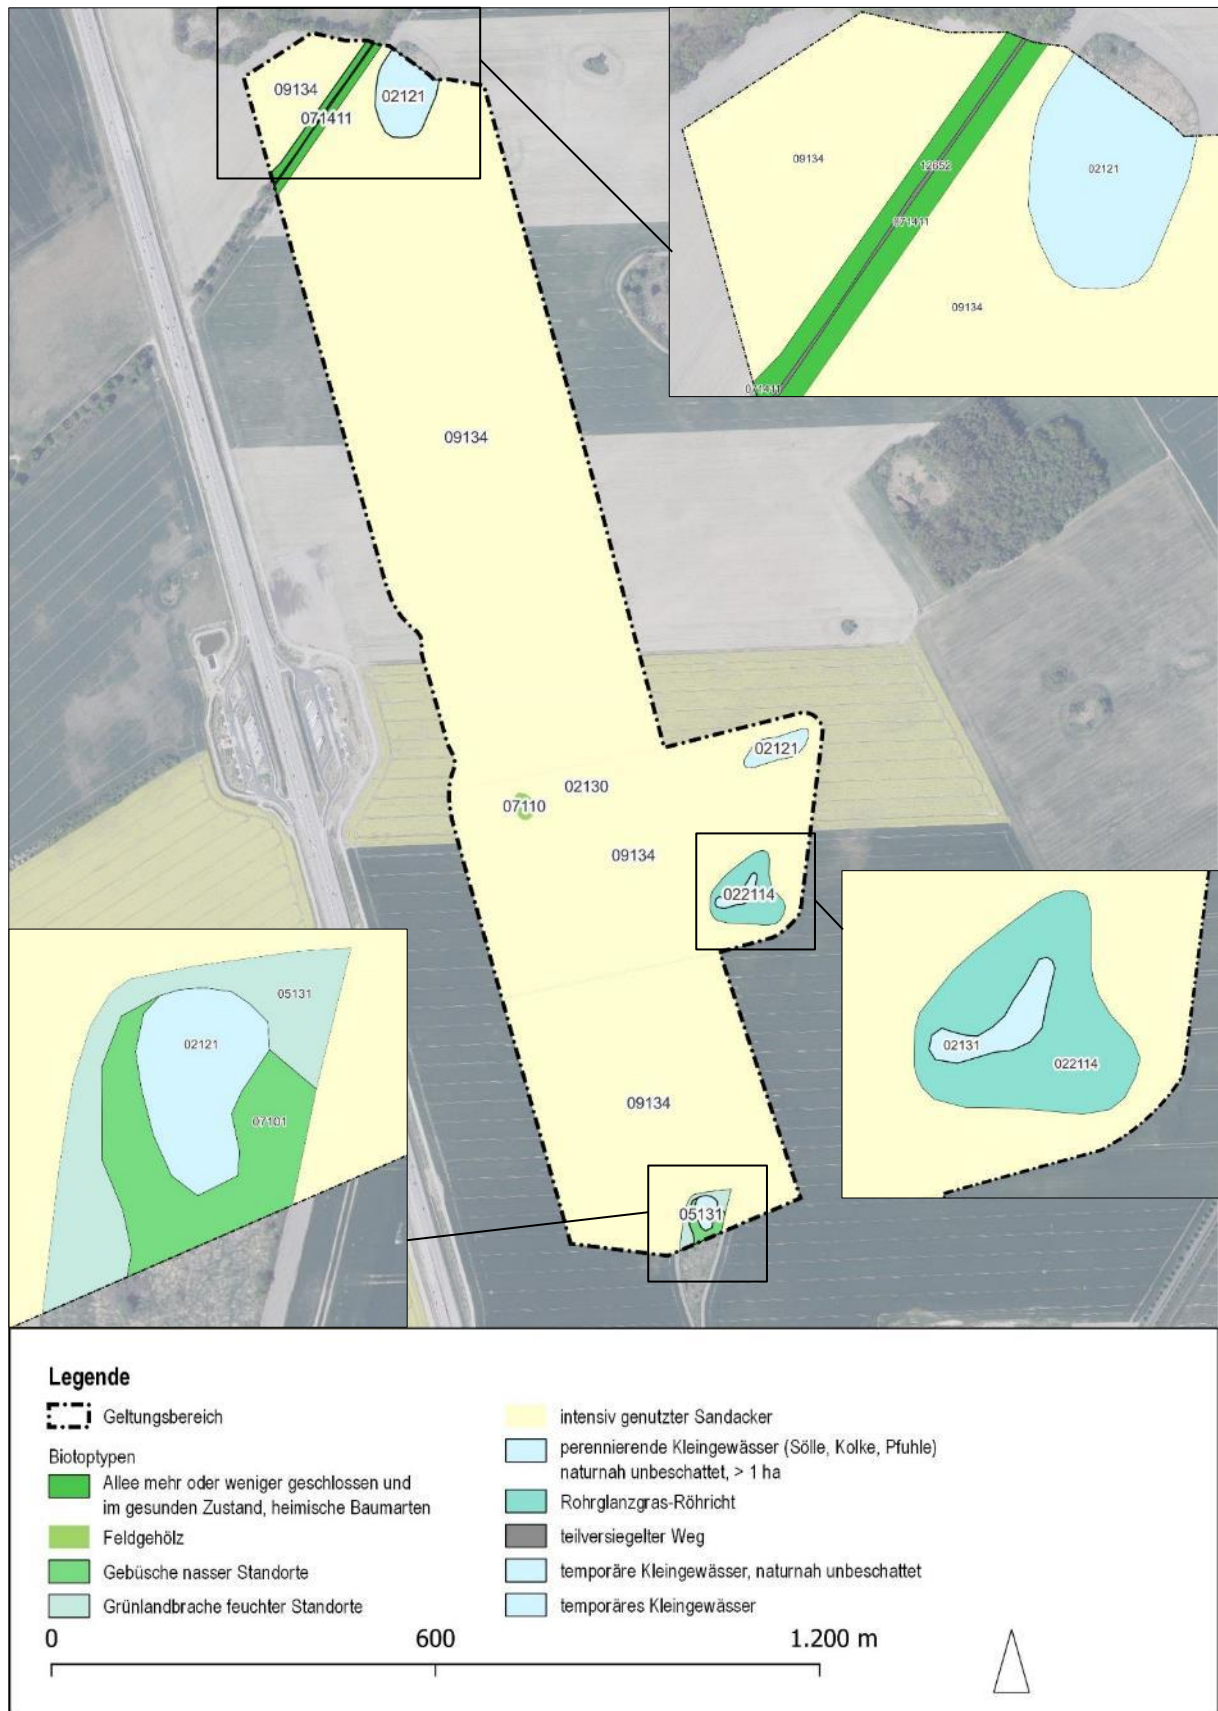 09134
071411
02121
09134
12652
02121
071411
09134
071411
09134
02121
02130
07110
09134
022114
05131
02121
07101
02131
022114
09134
05131
Legende
Geltungsbereich
Biotoptypen
Allee mehr oder weniger geschlossen und
im gesunden Zustand, heimische Baumarten
Feldgehölz
Gebüsche nasser Standorte
Grünlandbrache feuchter Standorte
intensiv genutzter Sandacker
perennierende Kleingewässer (Sölle, Kolke, Pfuhle)
naturnah unbeschattet, > 1 ha
Rohrglanzgras-Röhricht
teilversiegelter Weg
temporäre Kleingewässer, naturnah unbeschattet
temporäres Kleingewässer
0
600
1.200 m